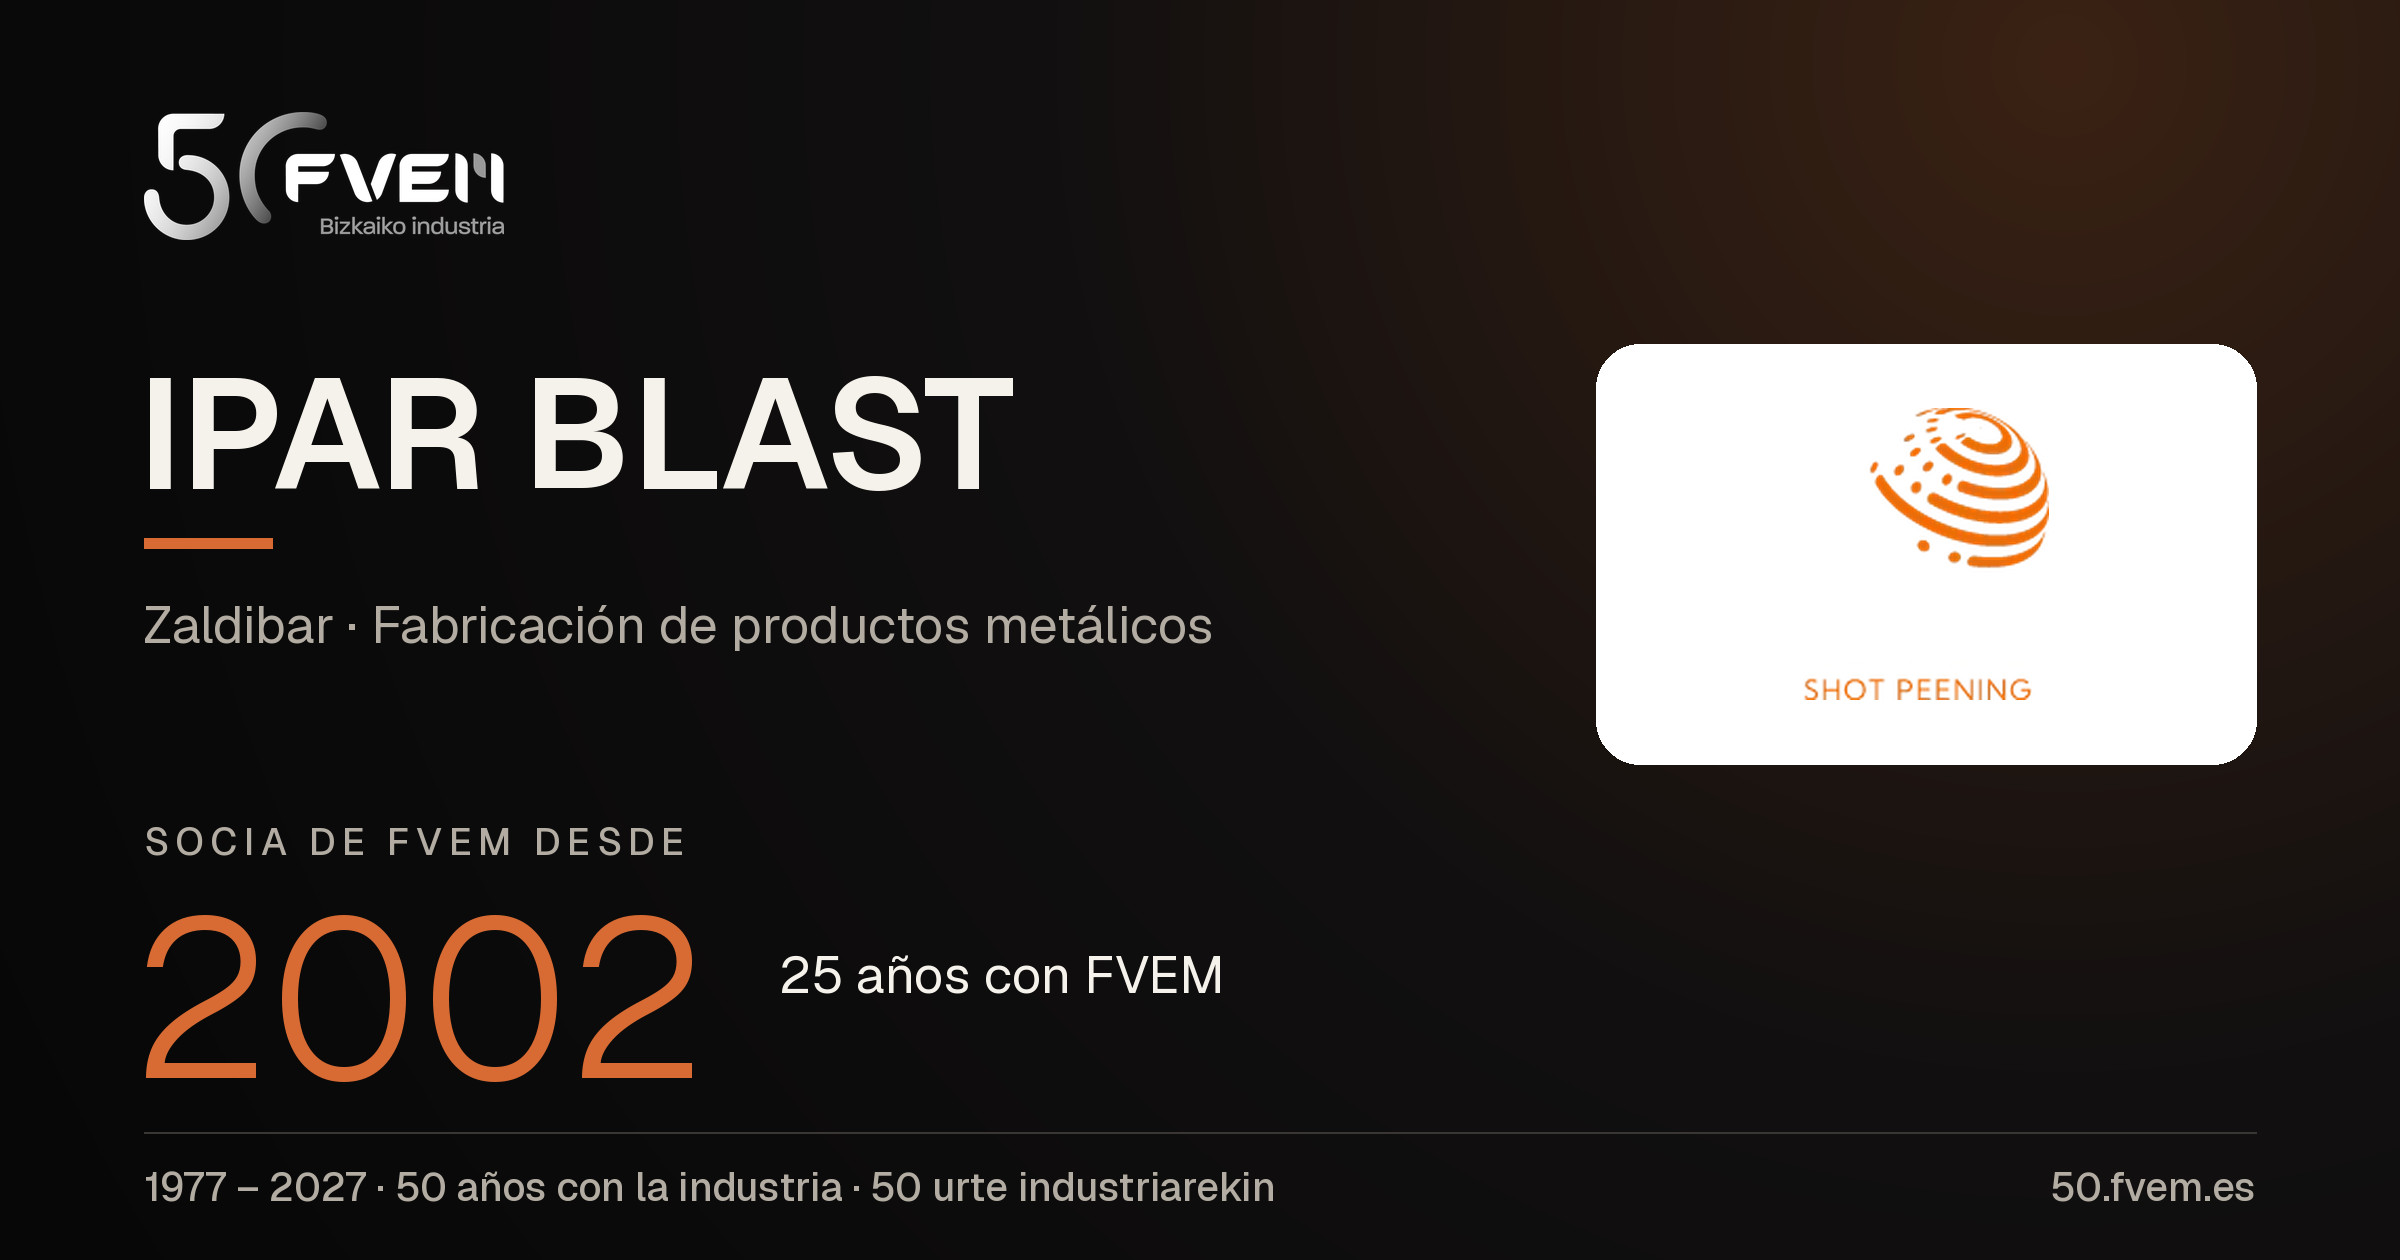 50 FVEM
Bizkaiko industria
IPAR BLAST
Zaldibar · Fabricación de productos metálicos
SHOT PEENING
SOCIA DE FVEM DESDE
2002
25 años con FVEM
1977 – 2027 · 50 años con la industria · 50 urte industriarekin
50.fvem.es